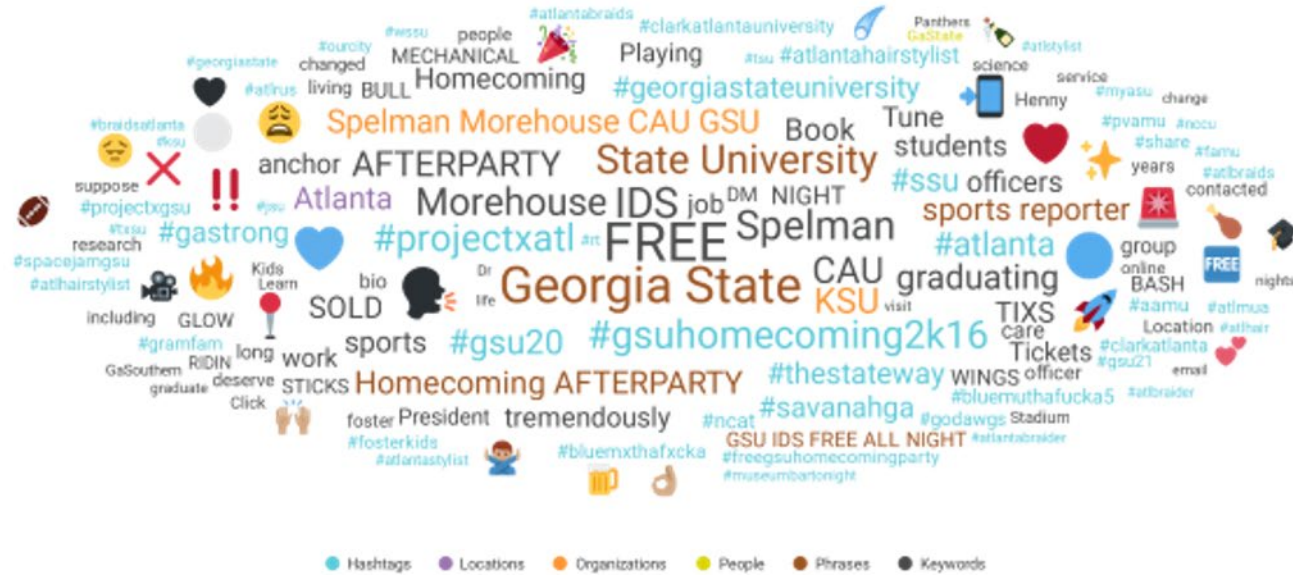 #atlantabraids
#clarkatlantauniversity
Panthers
GaState
#wssu
people
#ourcity
MECHANICAL
Playing
#tsu
#atlantahairstylist
#atlstylist
#georgiastate
changed
Homecoming
science
service
#atlrus
living
BULL
#georgiastateuniversity
Henny
#myasu
change
#braidsatlanta
#ksu
Spelman Morehouse CAU GSU
Book
Tune
students
#pvamu
#nccu
#share
#famu
anchor
AFTERPARTY
State University
#ssu
officers
years
#atlbraids
contacted
suppose
#projectxgsu
#jsu
Atlanta
Morehouse
IDS
job
DM
NIGHT
sports reporter
#txsu
#gastrong
#projectxatl
#rt
FREE
Spelman
#atlanta
group
FREE
research
#spacejamgsu
#atlhairstylist
Kids
Learn
bio
Dr
life
Georgia State
CAU
KSU
visit
graduating
online
BASH
nights
including
GLOW
SOLD
TIXS
care
#aamu
#atlmua
Location
#atlhair
#gramfam
GaSouthern
RIDIN
long
work
sports
#gsu20
#gsuhomecoming2k16
Tickets
officer
#clarkatlanta
#gsu21
email
graduate
deserve
STICKS
Homecoming AFTERPARTY
#thestateway
WINGS
#bluemuthafucka5
#atlbraider
Click
foster
President
tremendously
#ncat
#savanahga
#godawgs
Stadium
#fosterkids
#atlantastylist
#bluemxthafxcka
GSU IDS FREE ALL NIGHT
#atlantabraider
#freegsuhomecomingparty
#museumbartonight
Hashtags
Locations
Organizations
People
Phrases
Keywords